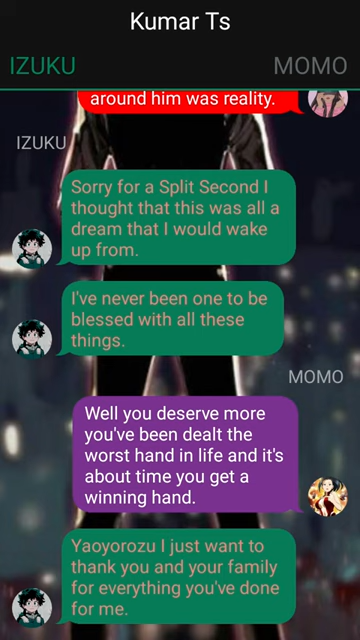 Kumar Ts
IZUKU MOMO
around him was reality.
IZUKU
Sorry for a Split Second I
thought that this was all a
dream that I would wake
up from.
I've never been one to be
blessed with all these
things.
MOMO
Well you deserve more
you've been dealt the
worst hand in life and it's
about time you get a
winning hand.
Yaoyorozu I just want to
thank you and your family
for everything you've done
for me.